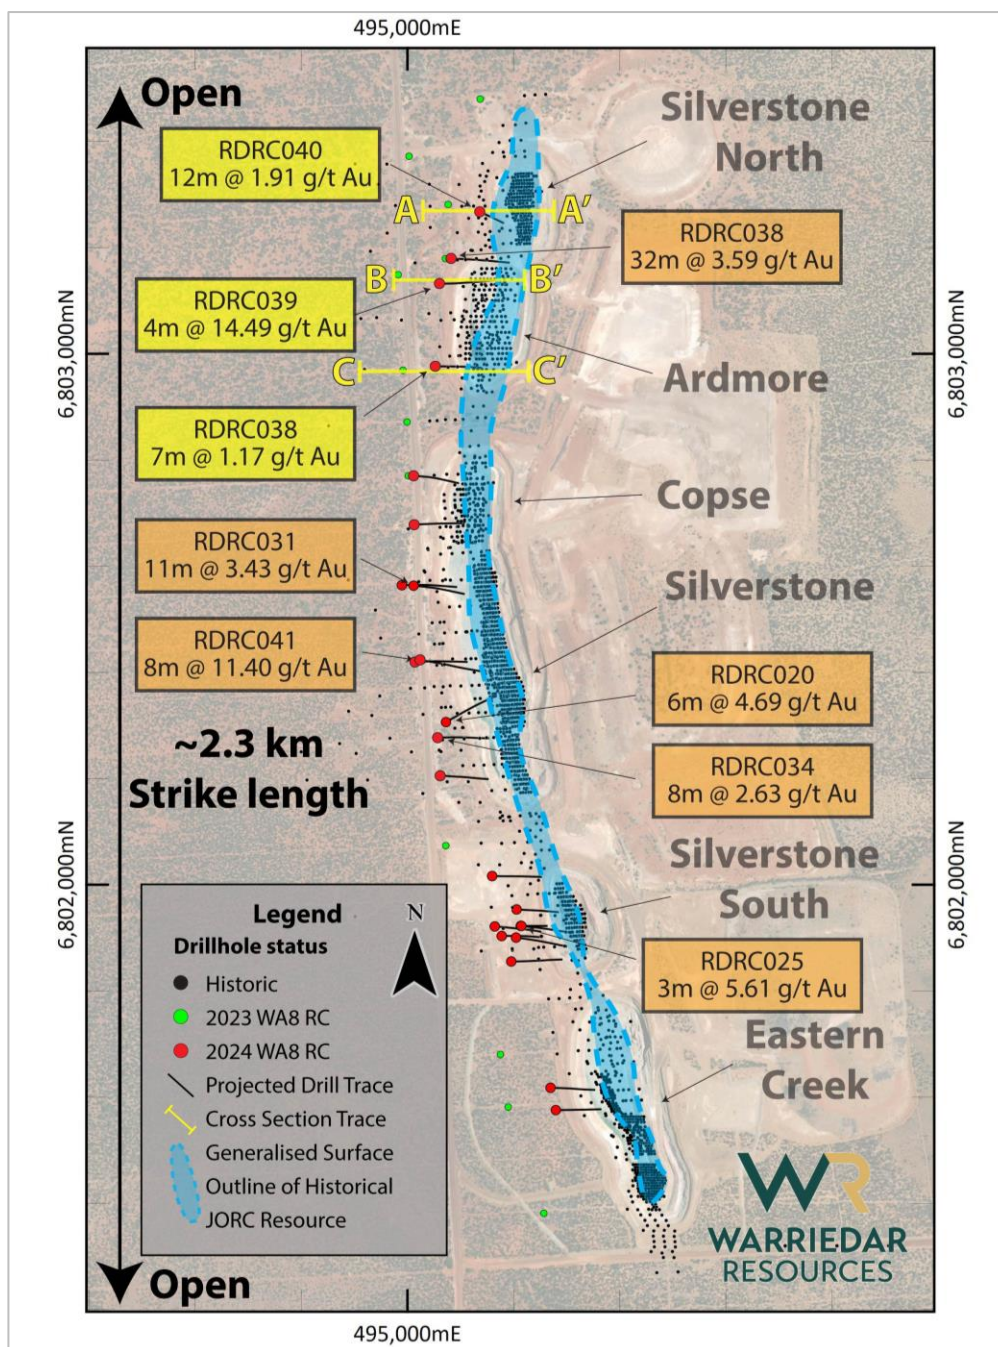 495,000mE
Open
Silverstone
North
RDRC040
12m @ 1.91 g/t Au
A
A’
RDRC038
32m @ 3.59 g/t Au
B
B’
RDRC039
4m @ 14.49 g/t Au
6,803,000mN
6,803,000mN
C
C’
Ardmore
RDRC038
7m @ 1.17 g/t Au
Copse
RDRC031
11m @ 3.43 g/t Au
Silverstone
RDRC041
8m @ 11.40 g/t Au
RDRC020
6m @ 4.69 g/t Au
~2.3 km
Strike length
RDRC034
8m @ 2.63 g/t Au
6,802,000mN
6,802,000mN
Silverstone
South
RDRC025
3m @ 5.61 g/t Au
Eastern
Creek
Legend
N
Drillhole status
Historic
2023 WA8 RC
2024 WA8 RC
Projected Drill Trace
Cross Section Trace
Generalised Surface
Outline of Historical
JORC Resource
WR
WARRIEDAR
RESOURCES
Open
495,000mE